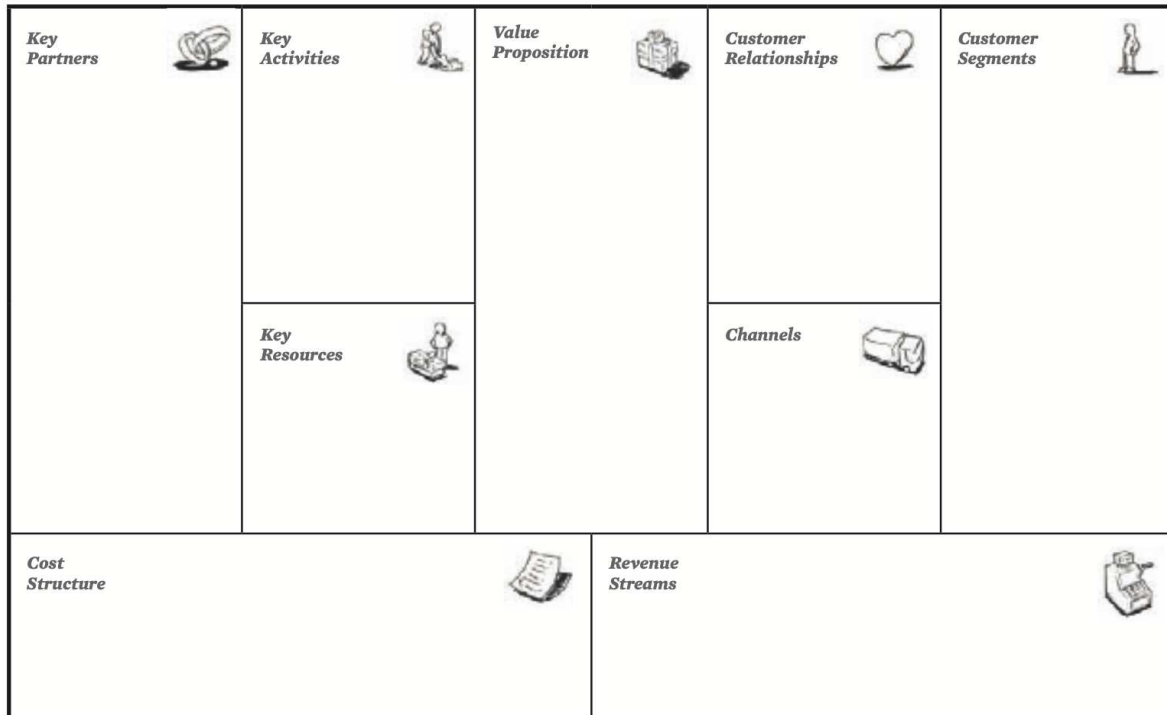 Key
Partners
Key
Activities
Value
Proposition
Customer
Relationships
Customer
Segments
Key
Resources
Channels
Cost
Structure
Revenue
Streams